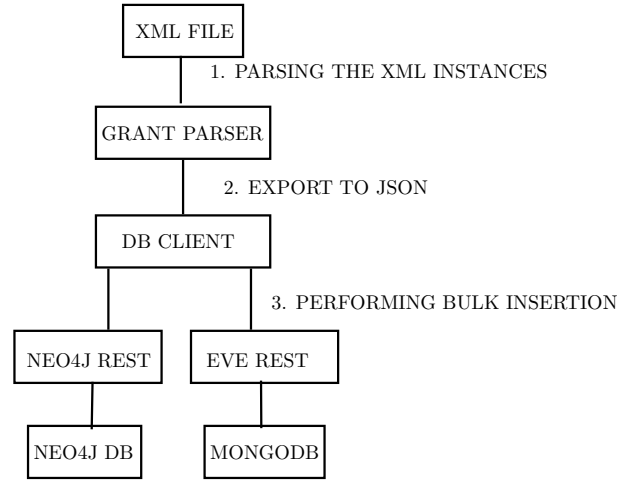 XML FILE
1. PARSING THE XML INSTANCES
GRANT PARSER
2. EXPORT TO JSON
DB CLIENT
3. PERFORMING BULK INSERTION
NEO4J REST
EVE REST
NEO4J DB
MONGODB